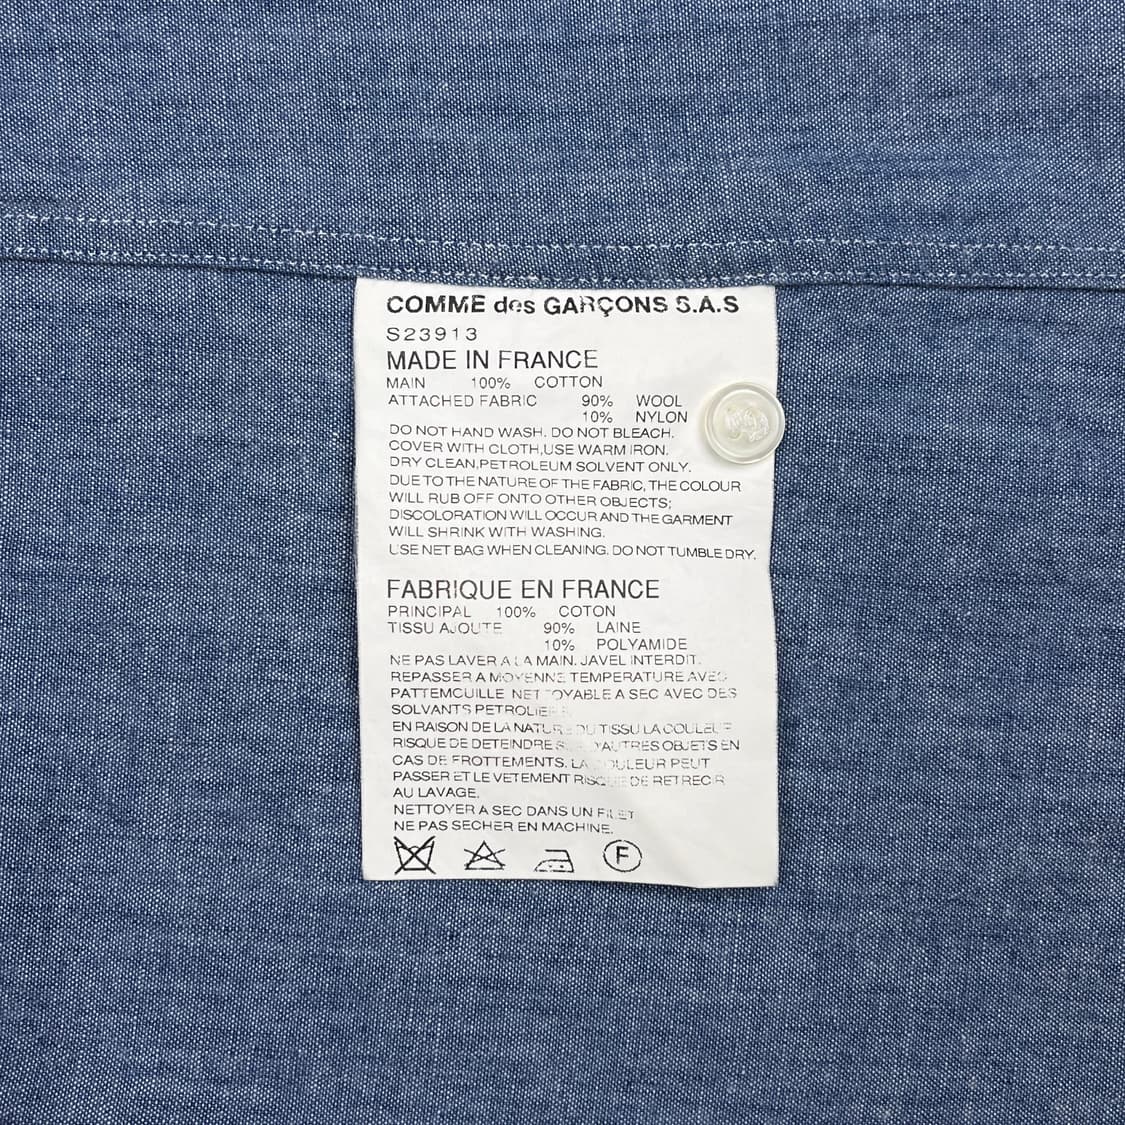 COMME des GARÇONS S.A.S
S23913
MADE IN FRANCE
MAIN 100% COTTON
ATTACHED FABRIC 90% WOOL
10% NYLON
DO NOT HAND WASH. DO NOT BLEACH.
COVER WITH CLOTH,USE WARM IRON.
DRY CLEAN,PETROLEUM SOLVENT ONLY.
DUE TO THE NATURE OF THE FABRIC, THE COLOUR
WILL RUB OFF ONTO OTHER OBJECTS;
DISCOLORATION WILL OCCUR AND THE GARMENT
WILL SHRINK WITH WASHING.
USE NET BAG WHEN CLEANING. DO NOT TUMBLE DRY.
FABRIQUE EN FRANCE
PRINCIPAL 100% COTON
TISSU AJOUTE 90% LAINE
10% POLYAMIDE
NE PAS LAVER A LA MAIN. JAVEL INTERDIT.
REPASSER A MOYENNE TEMPERATURE AVEC
PATTEMOUILLE NETTOYABLE A SEC AVEC DES
SOLVANTS PETROLIERS
EN RAISON DE LA NATURE DU TISSU LA COULEUR
RISQUE DE DETEINDRE SUR D'AUTRES OBJETS EN
CAS DE FROTTEMENTS. LA COULEUR PEUT
PASSER ET LE VETEMENT RISQUE DE RETRECIR
AU LAVAGE.
NETTOYER A SEC DANS UN FILET
NE PAS SECHER EN MACHINE.
F